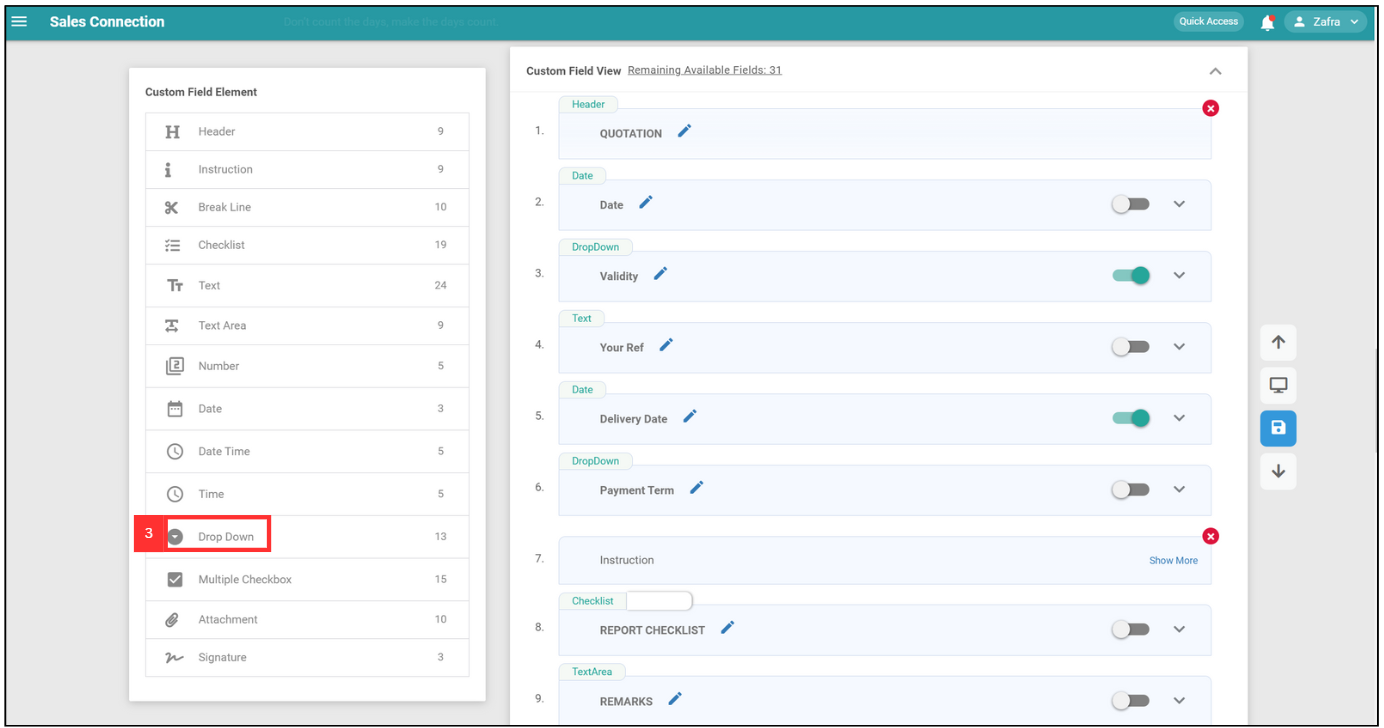 Sales Connection
Don't count the days, make the days count.
Quick Access
Zafra
Custom Field Element
Header 9
Instruction 9
Break Line 10
Checklist 19
Text 24
Text Area 9
Number 5
Date 3
Date Time 5
Time 5
3 Drop Down 13
Multiple Checkbox 15
Attachment 10
Signature 3
Custom Field View Remaining Available Fields: 31
Header
1. QUOTATION
Date
2. Date
DropDown
3. Validity
Text
4. Your Ref
Date
5. Delivery Date
DropDown
6. Payment Term
7. Instruction Show More
Checklist
8. REPORT CHECKLIST
TextArea
9. REMARKS